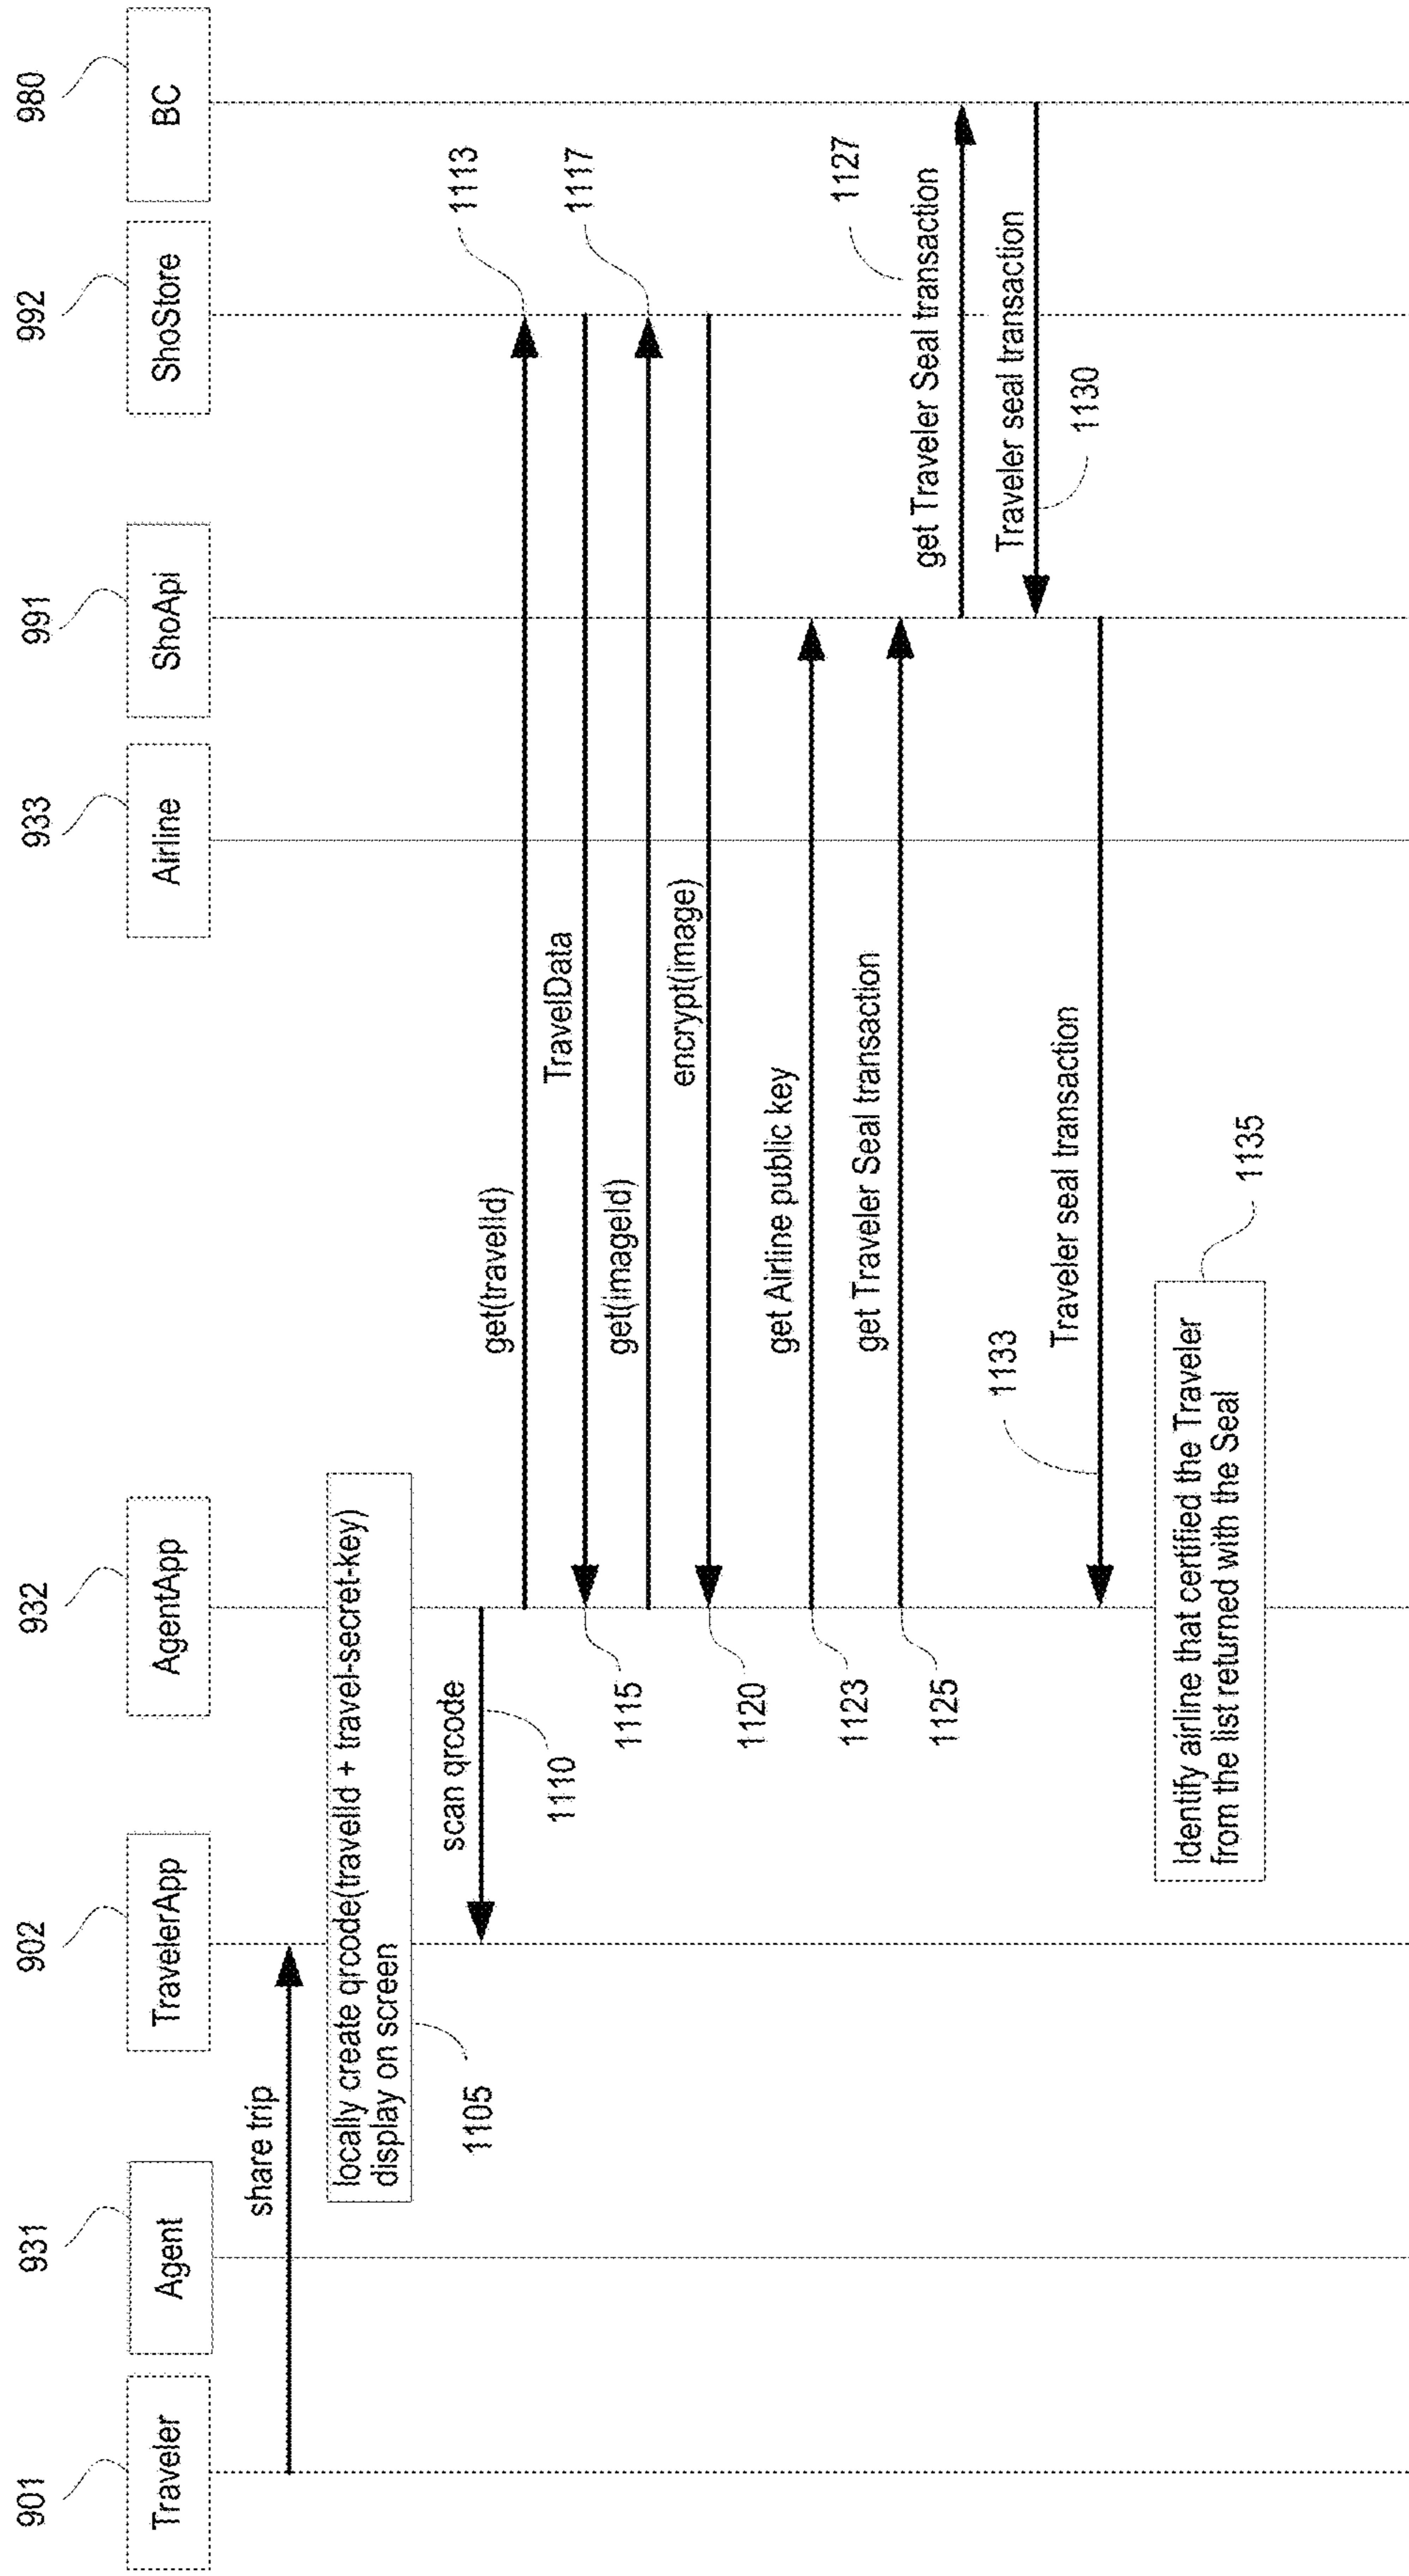 901
931
902
932
933
991
992
980
Traveler
Agent
TravelerApp
AgentApp
Airline
ShoApi
ShoStore
BC
share trip
locally create qrcode(travelId + travel-secret-key)
display on screen
1105
scan qrcode
1110
get(travelId)
1113
TravelData
1115
get(imageId)
1117
encrypt(image)
1120
get Airline public key
1123
get Traveler Seal transaction
1125
get Traveler Seal transaction
1127
Traveler seal transaction
1130
Traveler seal transaction
1133
Identify airline that certified the Traveler
from the list returned with the Seal
1135